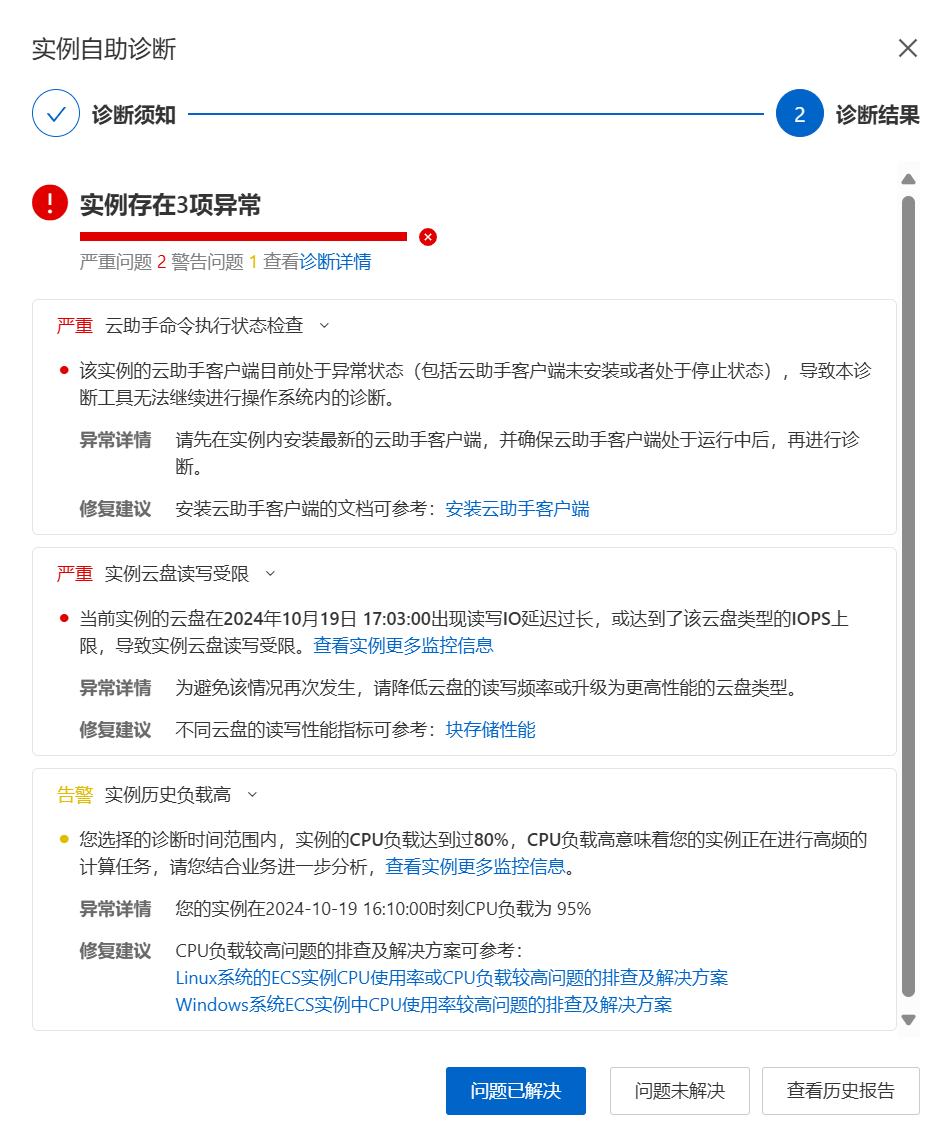 实例自助诊断
诊断须知
2 诊断结果
实例存在3项异常
严重问题 2 警告问题 1 查看诊断详情
严重 云助手命令执行状态检查
该实例的云助手客户端目前处于异常状态（包括云助手客户端未安装或者处于停止状态），导致本诊
断工具无法继续进行操作系统内的诊断。
异常详情 请先在实例内安装最新的云助手客户端，并确保云助手客户端处于运行中后，再进行诊
断。
修复建议 安装云助手客户端的文档可参考：安装云助手客户端
严重 实例云盘读写受限
当前实例的云盘在2024年10月19日 17:03:00出现读写IO延迟过长，或达到了该云盘类型的IOPS上
限，导致实例云盘读写受限。查看实例更多监控信息
异常详情 为避免该情况再次发生，请降低云盘的读写频率或升级为更高性能的云盘类型。
修复建议 不同云盘的读写性能指标可参考：块存储性能
告警 实例历史负载高
您选择的诊断时间范围内，实例的CPU负载达到过80%，CPU负载高意味着您的实例正在进行高频的
计算任务，请您结合业务进一步分析，查看实例更多监控信息。
异常详情 您的实例在2024-10-19 16:10:00时刻CPU负载为 95%
修复建议 CPU负载较高问题的排查及解决方案可参考：
Linux系统的ECS实例CPU使用率或CPU负载较高问题的排查及解决方案
Windows系统ECS实例中CPU使用率较高问题的排查及解决方案
问题已解决 问题未解决 查看历史报告